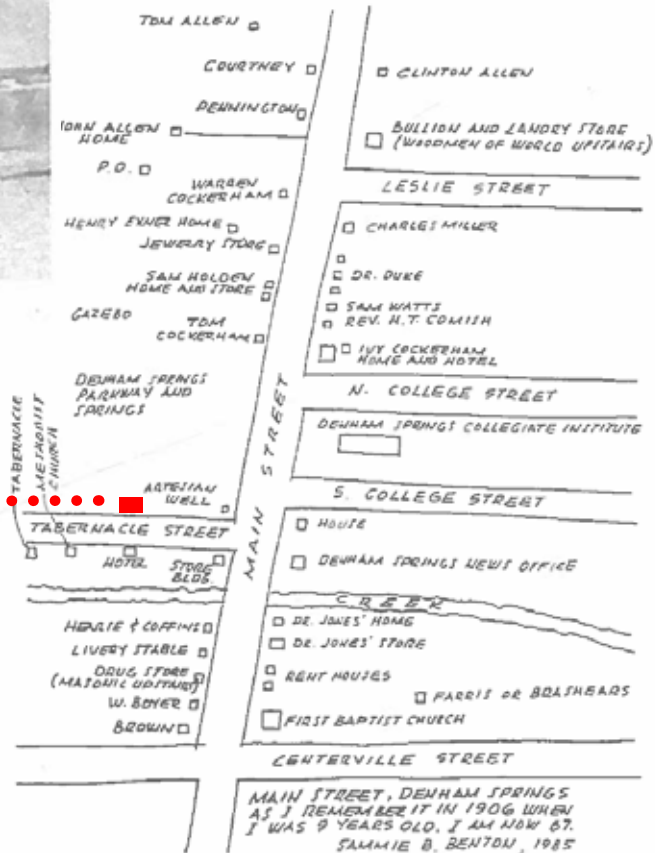 TOM ALLEN
COURTNEY
CLINTON ALLEN
PENNINGTON
JOHN ALLEN
HOME
BULLION AND LANDRY STORE
(WOODMEN OF WORLD UPSTAIRS)
P.O.
WARREN
COCKERHAM
LESLIE STREET
HENRY EXNER HOME
CHARLES MILLER
JEWERRY STORE
DR. DUKE
SAM HOLDEN
HOME AND STORE
SAM WATTS
REV. H.T. COMISH
GAZEBO
TOM
COCKERHAM
IVY COCKERHAM
HOME AND HOTEL
DENHAM SPRINGS
PARKWAY AND
SPRINGS
N. COLLEGE STREET
MAIN STREET
DENHAM SPRINGS COLLEGIATE INSTITUTE
TABERNACLE
METHODIST
CHURCH
ARTESIAN
WELL
S. COLLEGE STREET
TABERNACLE STREET
HOUSE
HOTEL
STORE
BLDG.
DENHAM SPRINGS NEWS OFFICE
CREEK
HEARSE & COFFINS
DR. JONES' HOME
LIVERY STABLE
DR. JONES' STORE
DRUG STORE
(MASONIC UPSTAIRS)
RENT HOUSES
W. BOYER
FARRIS OR BRASHEARS
BROWN
FIRST BAPTIST CHURCH
CENTERVILLE STREET
MAIN STREET, DENHAM SPRINGS
AS I REMEMBER IT IN 1906 WHEN
I WAS 9 YEARS OLD. I AM NOW 87.
SAMMIE B. BENTON, 1985